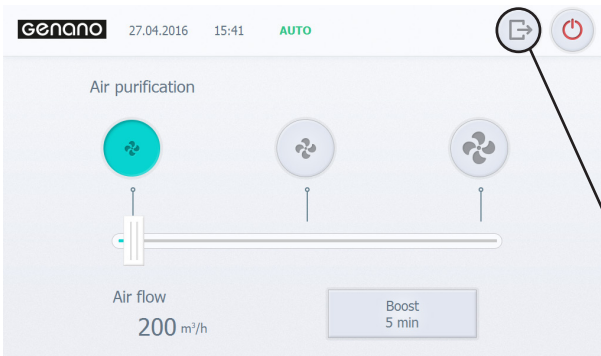 Genano 27.04.2016 15:41 AUTO
Air purification
Air flow
200 m³/h
Boost
5 min